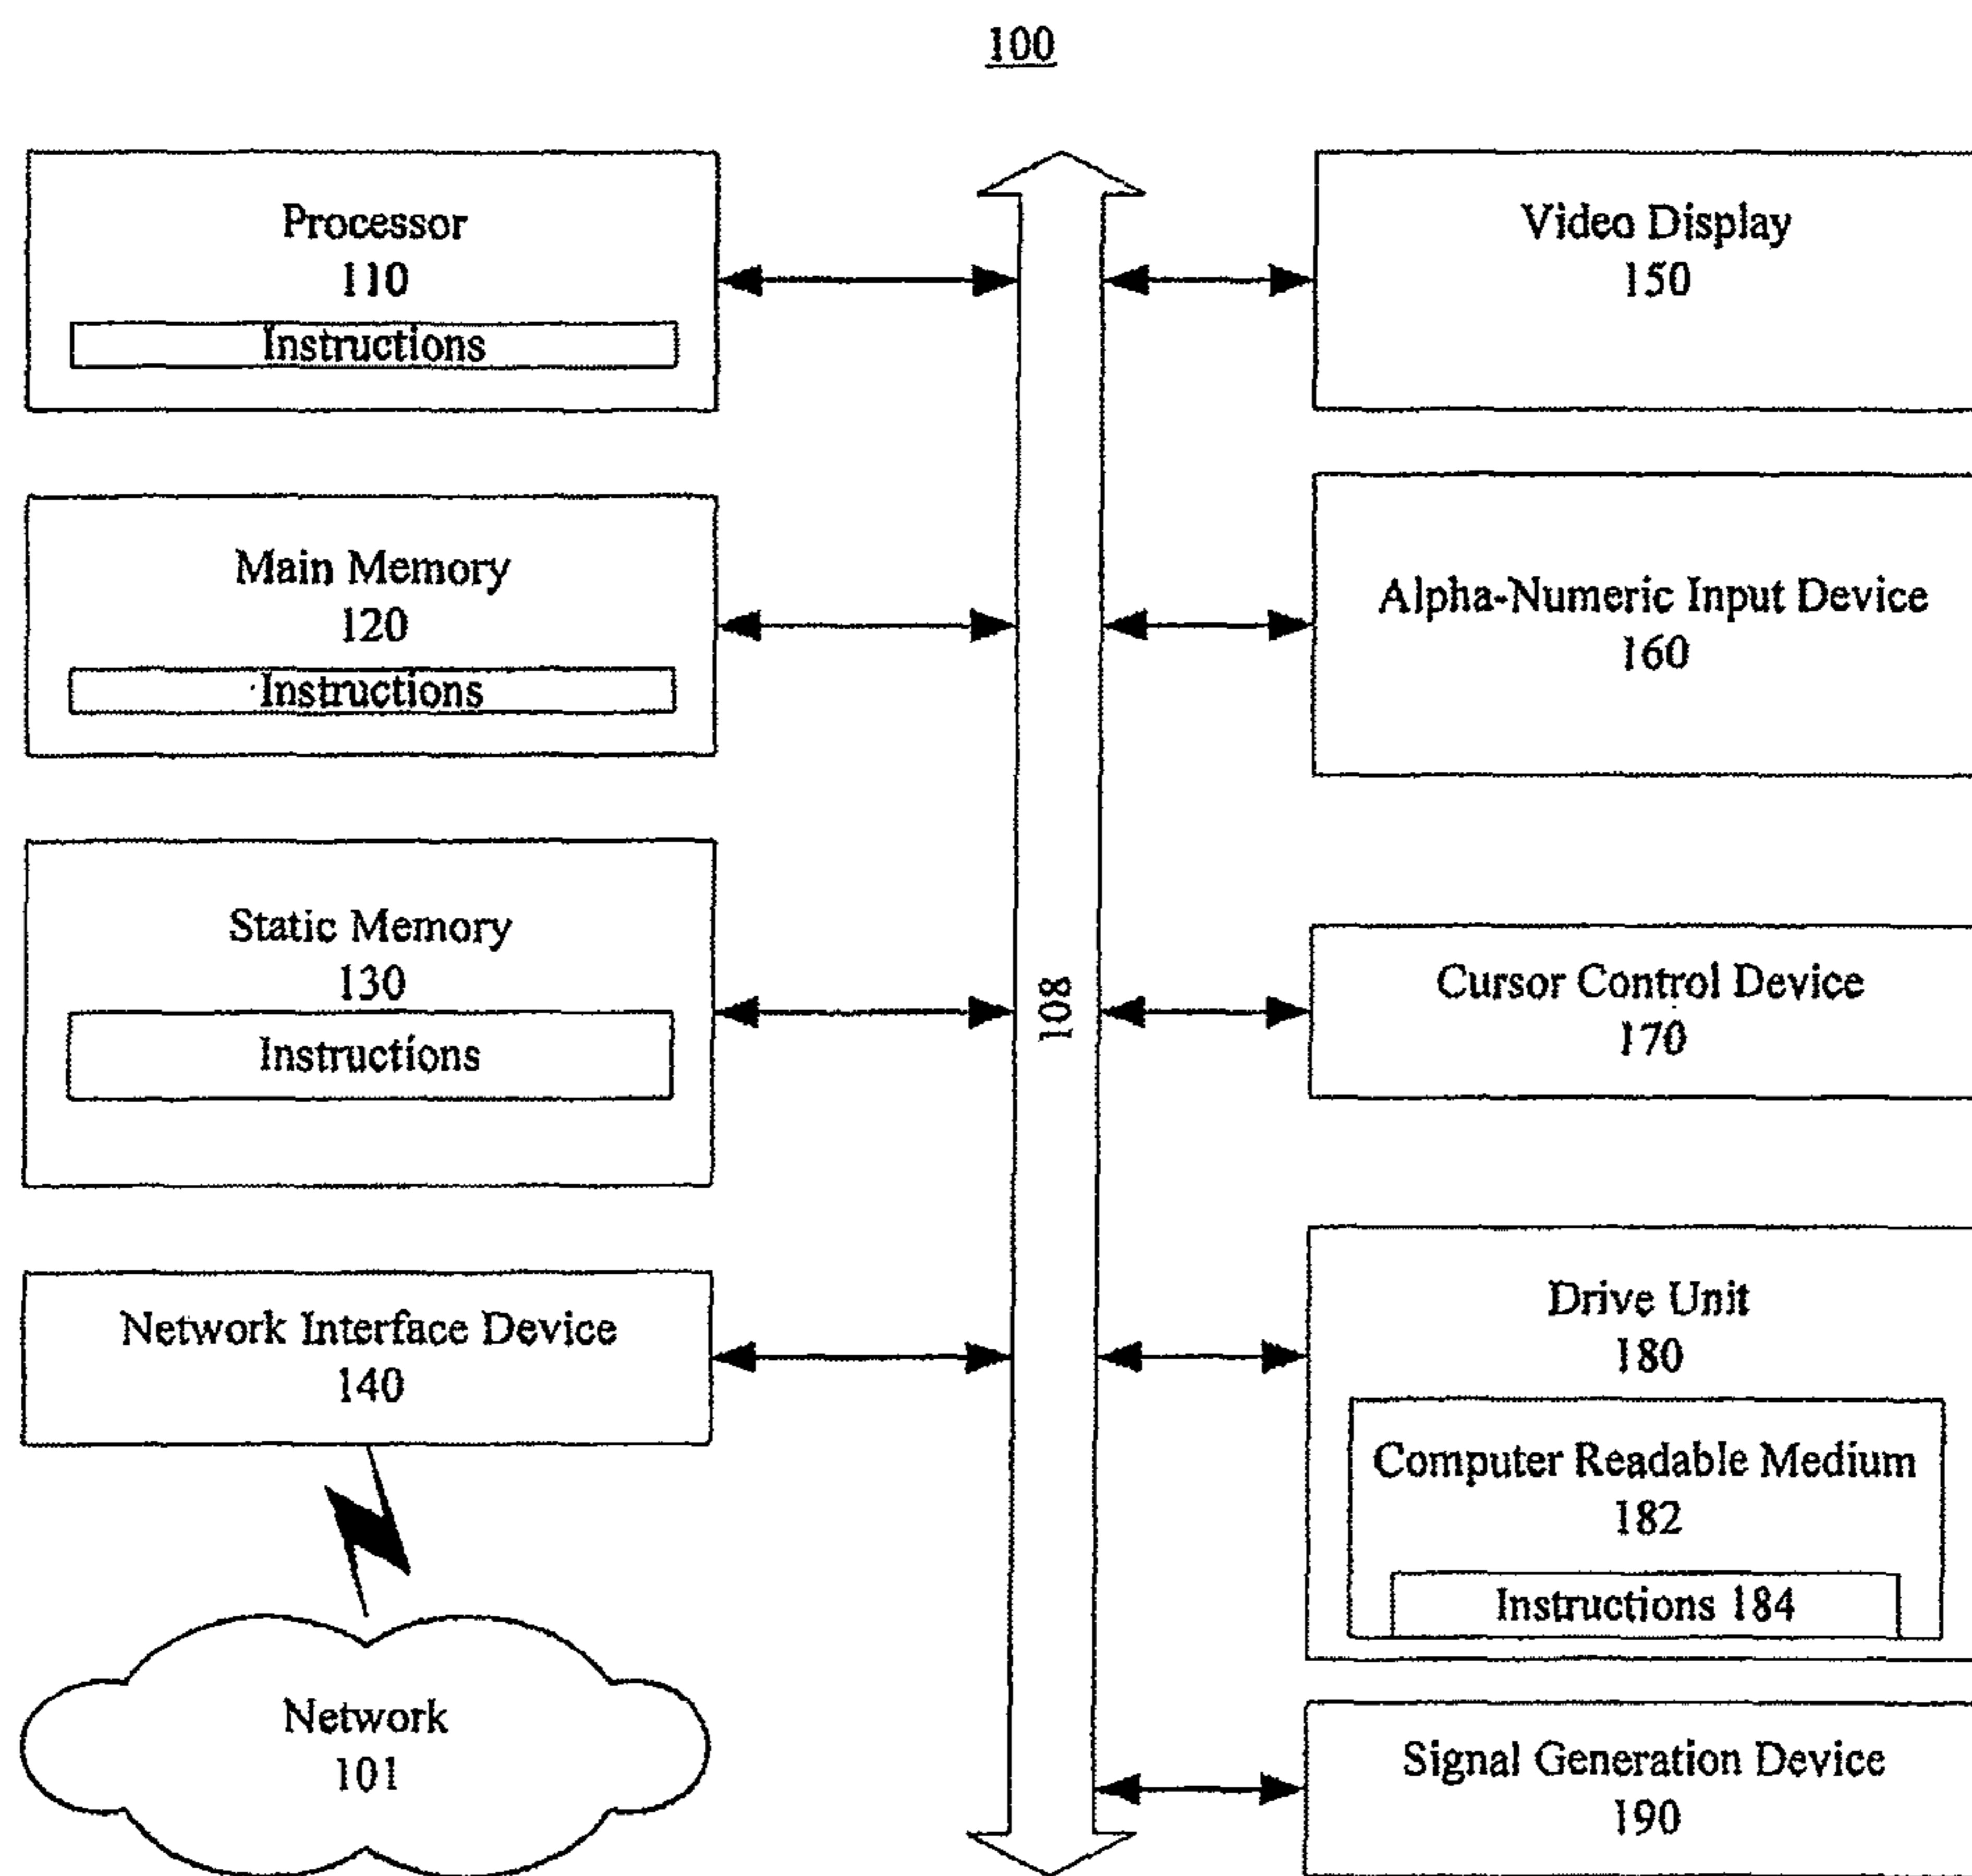 100
Processor
110
Instructions
Main Memory
120
Instructions
Static Memory
130
Instructions
Network Interface Device
140
Network
101
108
Video Display
150
Alpha-Numeric Input Device
160
Cursor Control Device
170
Drive Unit
180
Computer Readable Medium
182
Instructions 184
Signal Generation Device
190